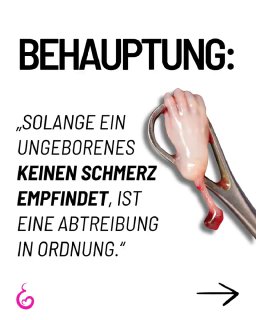 BEHAUPTUNG:
„SOLANGE EIN
UNGEBORENES
KEINEN SCHMERZ
EMPFINDET, IST
EINE ABTREIBUNG
IN ORDNUNG.“